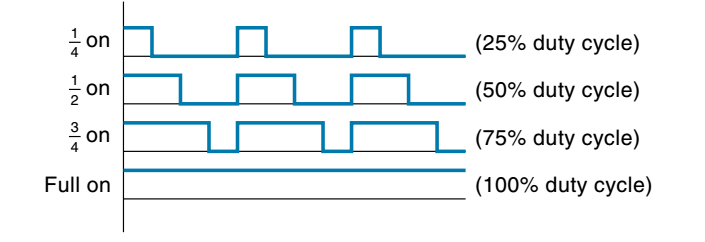 1/4 on (25% duty cycle)
1/2 on (50% duty cycle)
3/4 on (75% duty cycle)
Full on (100% duty cycle)